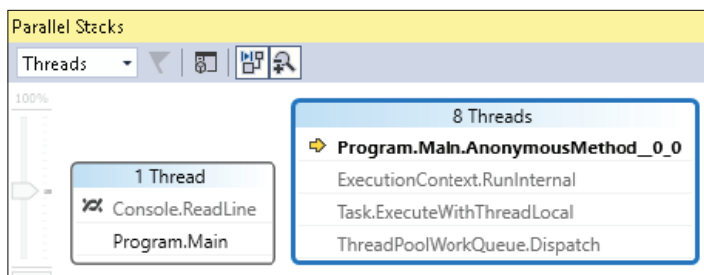 Parallel Stacks
Threads
100%
8 Threads
Program.Main.AnonymousMethod__0_0
ExecutionContext.RunInternal
Task.ExecuteWithThreadLocal
ThreadPoolWorkQueue.Dispatch
1 Thread
Console.ReadLine
Program.Main